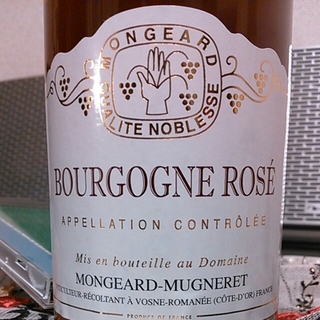 MONGEARD
QUALITE NOBLESSE
BOURGOGNE ROSÉ
APPELLATION CONTRÔLÉE
Mis en bouteille au Domaine
MONGEARD-MUGNERET
VITICULTEUR-RÉCOLTANT À VOSNE-ROMANÉE (CÔTE-D'OR) FRANCE
PRODUCT OF FRANCE